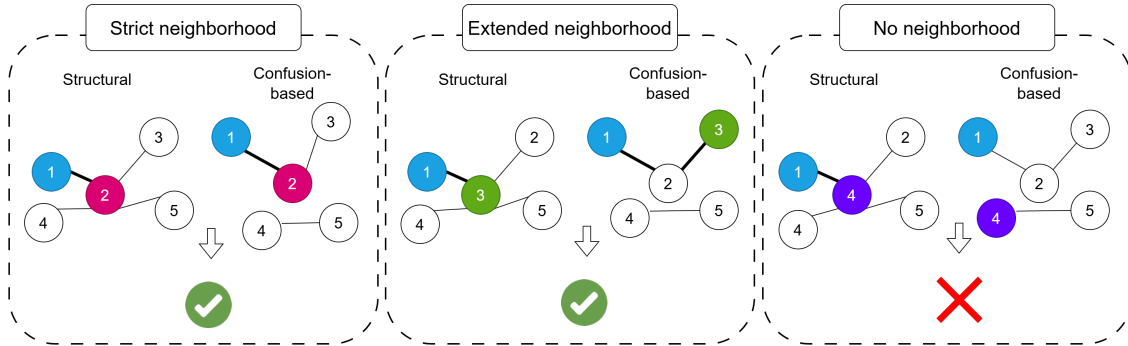 Strict neighborhood
Structural
Confusion-
based
1
2
3
4
5
1
2
3
4
5
Extended neighborhood
Structural
Confusion-
based
1
3
2
4
5
1
2
3
4
5
No neighborhood
Structural
Confusion-
based
1
4
2
4
5
1
2
3
4
5